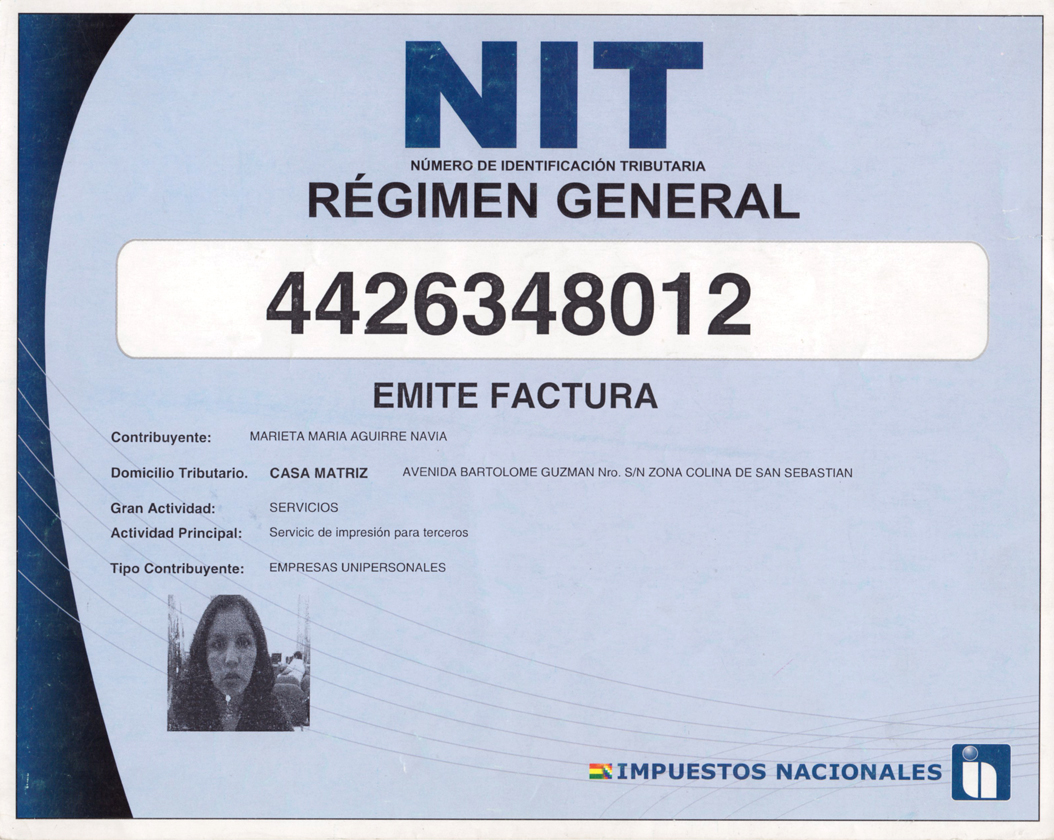 NIT
NÚMERO DE IDENTIFICACIÓN TRIBUTARIA
RÉGIMEN GENERAL
4426348012
EMITE FACTURA
Contribuyente: MARIETA MARIA AGUIRRE NAVIA
Domicilio Tributario. CASA MATRIZ AVENIDA BARTOLOME GUZMAN Nro. S/N ZONA COLINA DE SAN SEBASTIAN
Gran Actividad: SERVICIOS
Actividad Principal: Servicic de impresión para terceros
Tipo Contribuyente: EMPRESAS UNIPERSONALES
IMPUESTOS NACIONALES in